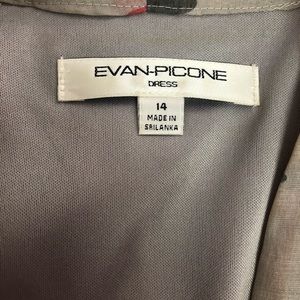 EVAN-PICONE
DRESS
14
MADE IN
SRILANKA